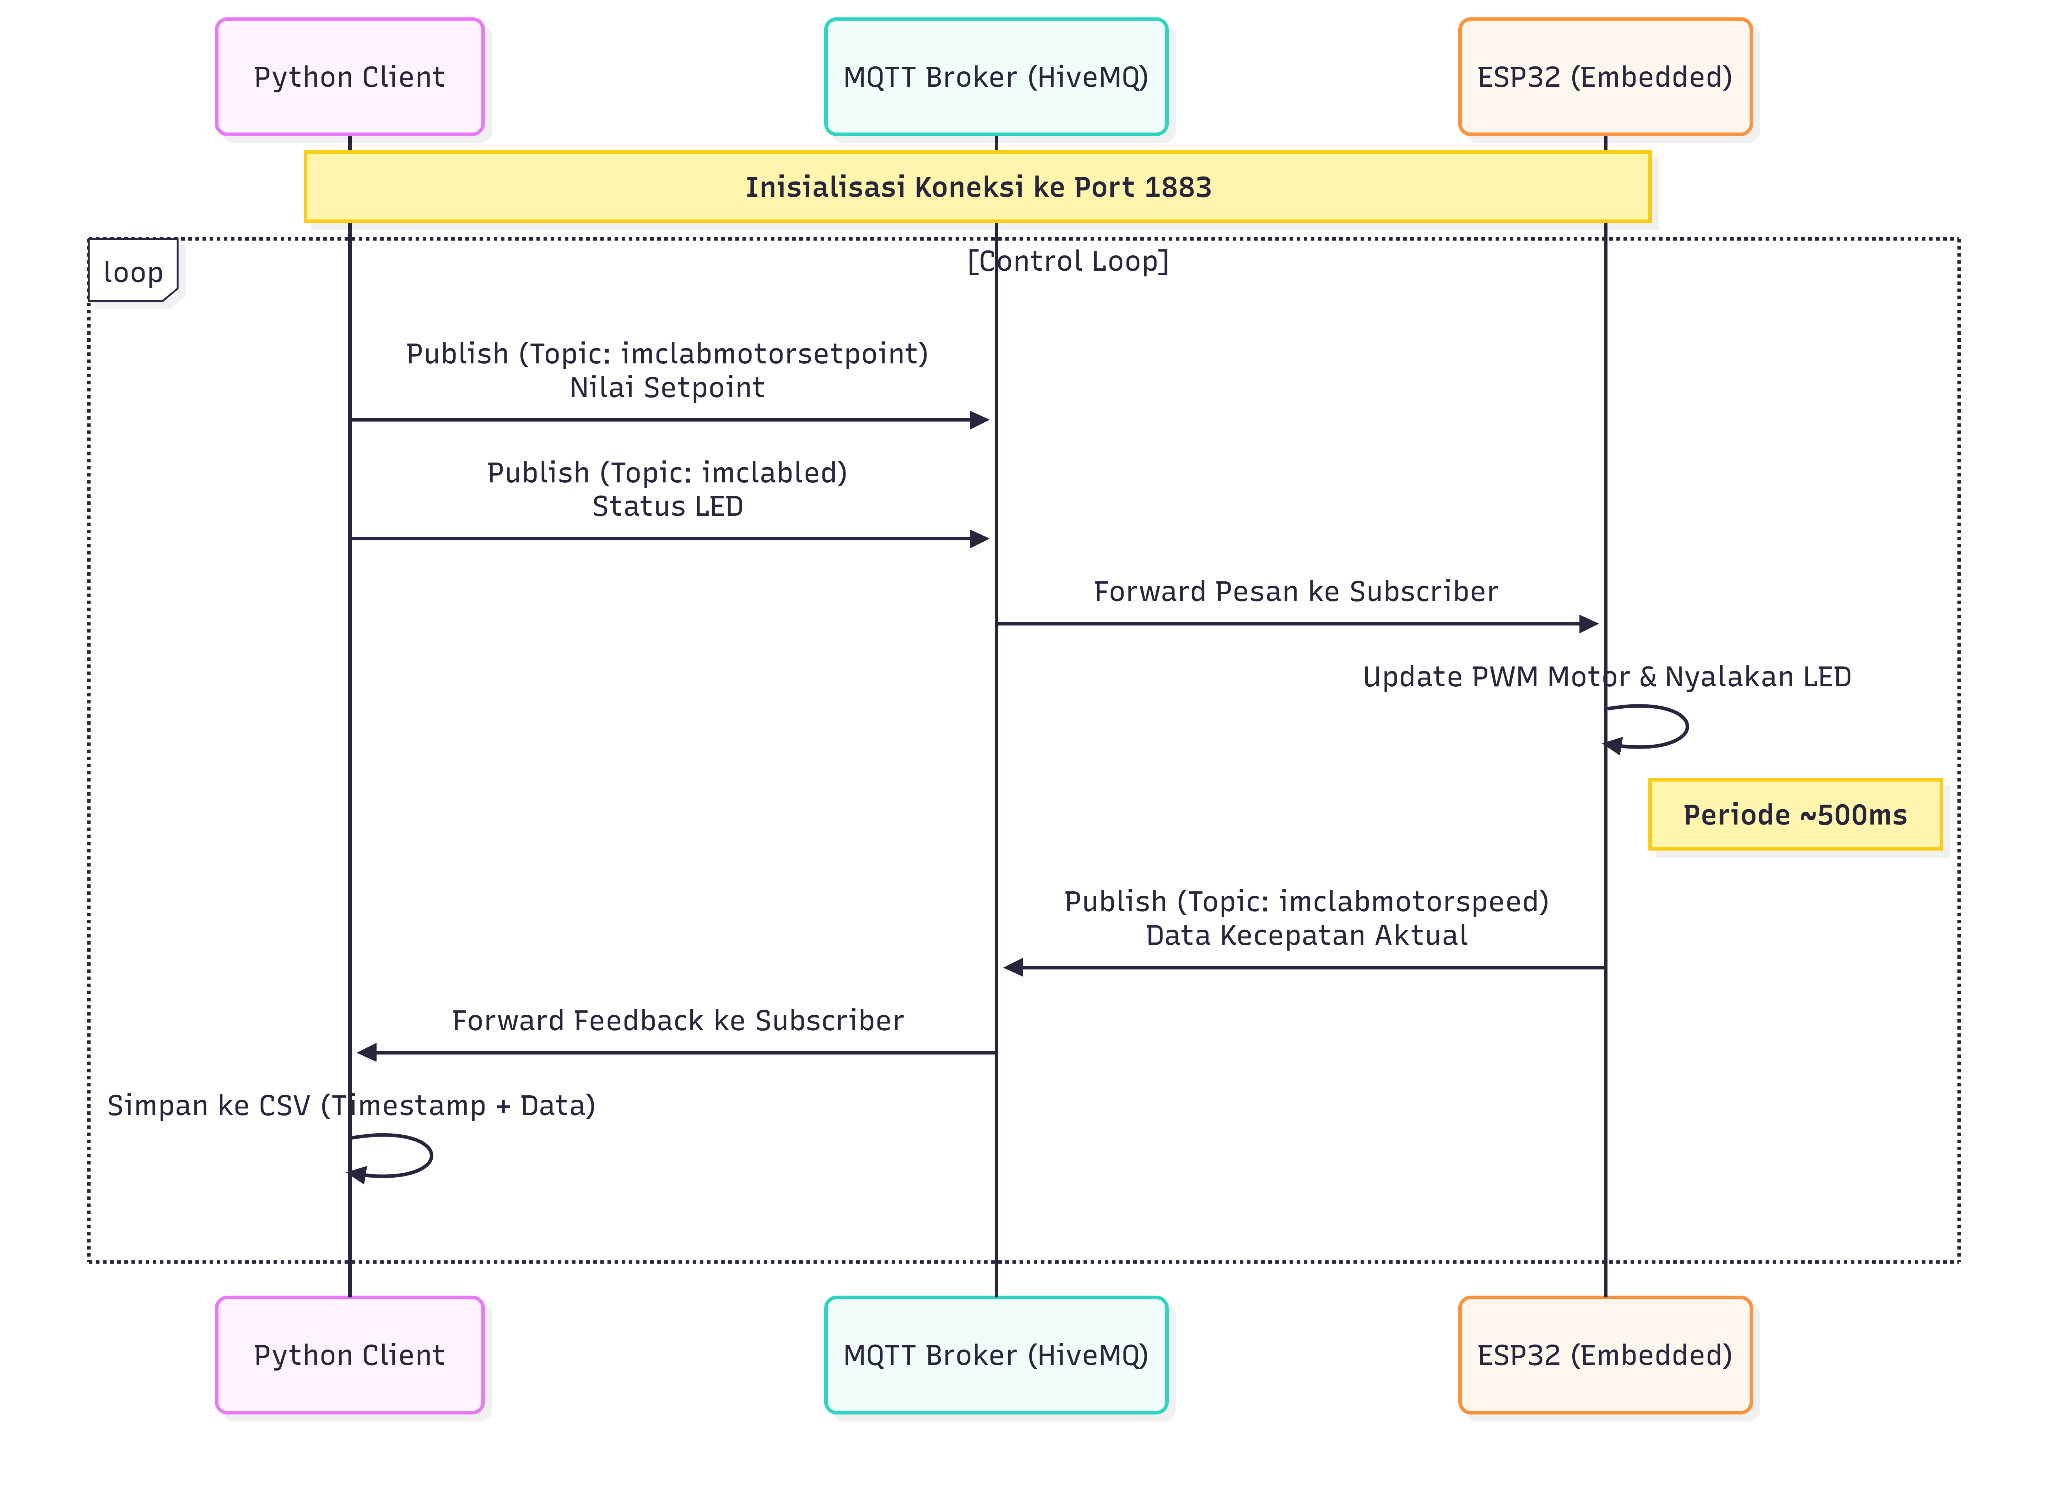 Python Client
MQTT Broker (HiveMQ)
ESP32 (Embedded)
Inisialisasi Koneksi ke Port 1883
loop
[Control Loop]
Publish (Topic: imclabmotorsetpoint)
Nilai Setpoint
Publish (Topic: imclabled)
Status LED
Forward Pesan ke Subscriber
Update PWM Motor & Nyalakan LED
Periode ~500ms
Publish (Topic: imclabmotorspeed)
Data Kecepatan Aktual
Forward Feedback ke Subscriber
Simpan ke CSV (Timestamp + Data)
Python Client
MQTT Broker (HiveMQ)
ESP32 (Embedded)